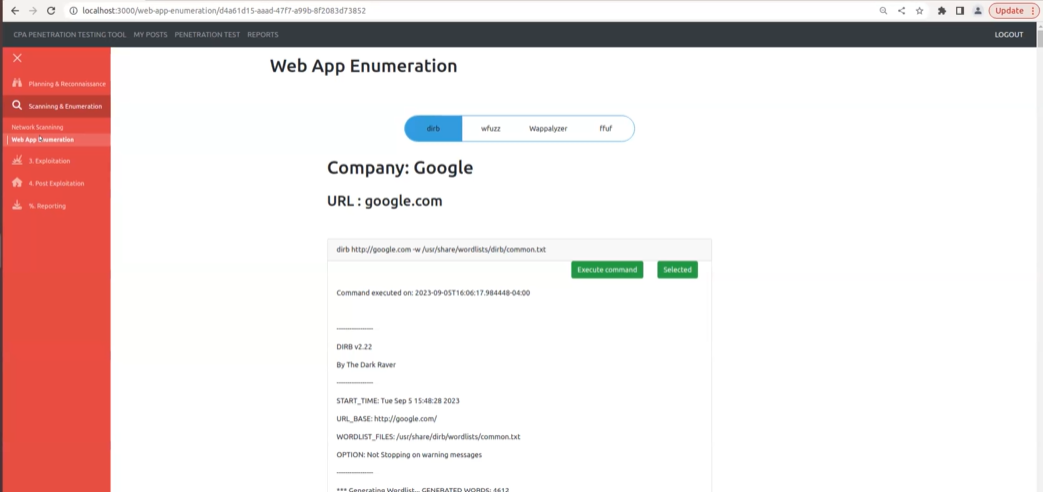 localhost:3000/web-app-enumeration/d4a61d15-aaad-47f7-a99b-8f2083d73852
Update
CPA PENETRATION TESTING TOOL MY POSTS PENETRATION TEST REPORTS LOGOUT
Web App Enumeration
Planning & Reconneissance
Scanninng & Enumeration
Network Scanninng
Web App Enumeration
3. Exploitation
4. Post Exploitation
%. Reporting
dirb wfuzz Wappalyzer ffuf
Company: Google
URL : google.com
dirb http://google.com -w /usr/share/wordlists/dirb/common.txt
Execute command Selected
Command executed on: 2023-09-05T16:06:17.984448-04:00
-----------------
DIRB v2.22
By The Dark Raver
-----------------
START_TIME: Tue Sep 5 15:48:28 2023
URL_BASE: http://google.com/
WORDLIST_FILES: /usr/share/dirb/wordlists/common.txt
OPTION: Not Stopping on warning messages
-----------------
*** Generating Wordlist... GENERATED WORDS: 4612